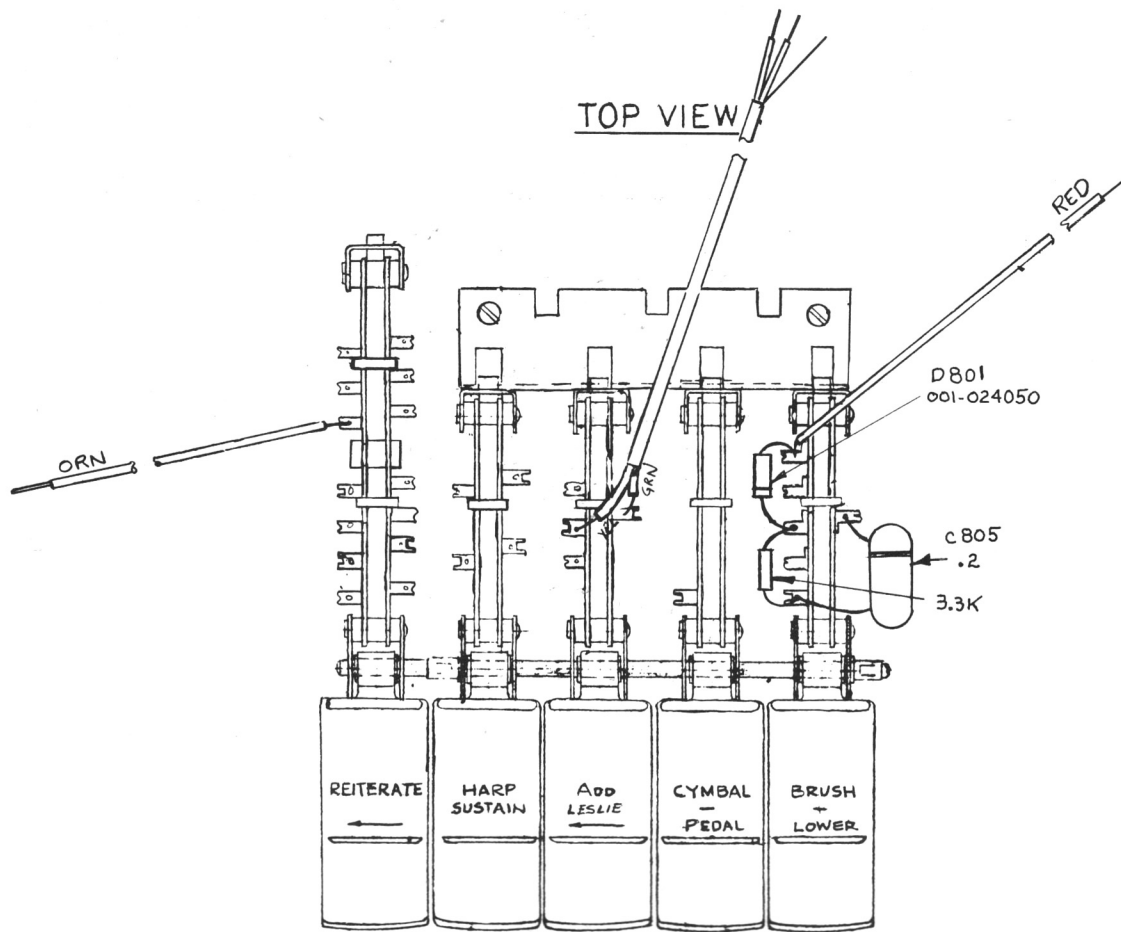 TOP VIEW
RED
D801
001-024050
ORN
GRN
C805
.2
3.3K
REITERATE
HARP
SUSTAIN
ADD
LESLIE
CYMBAL
—
PEDAL
BRUSH
+
LOWER